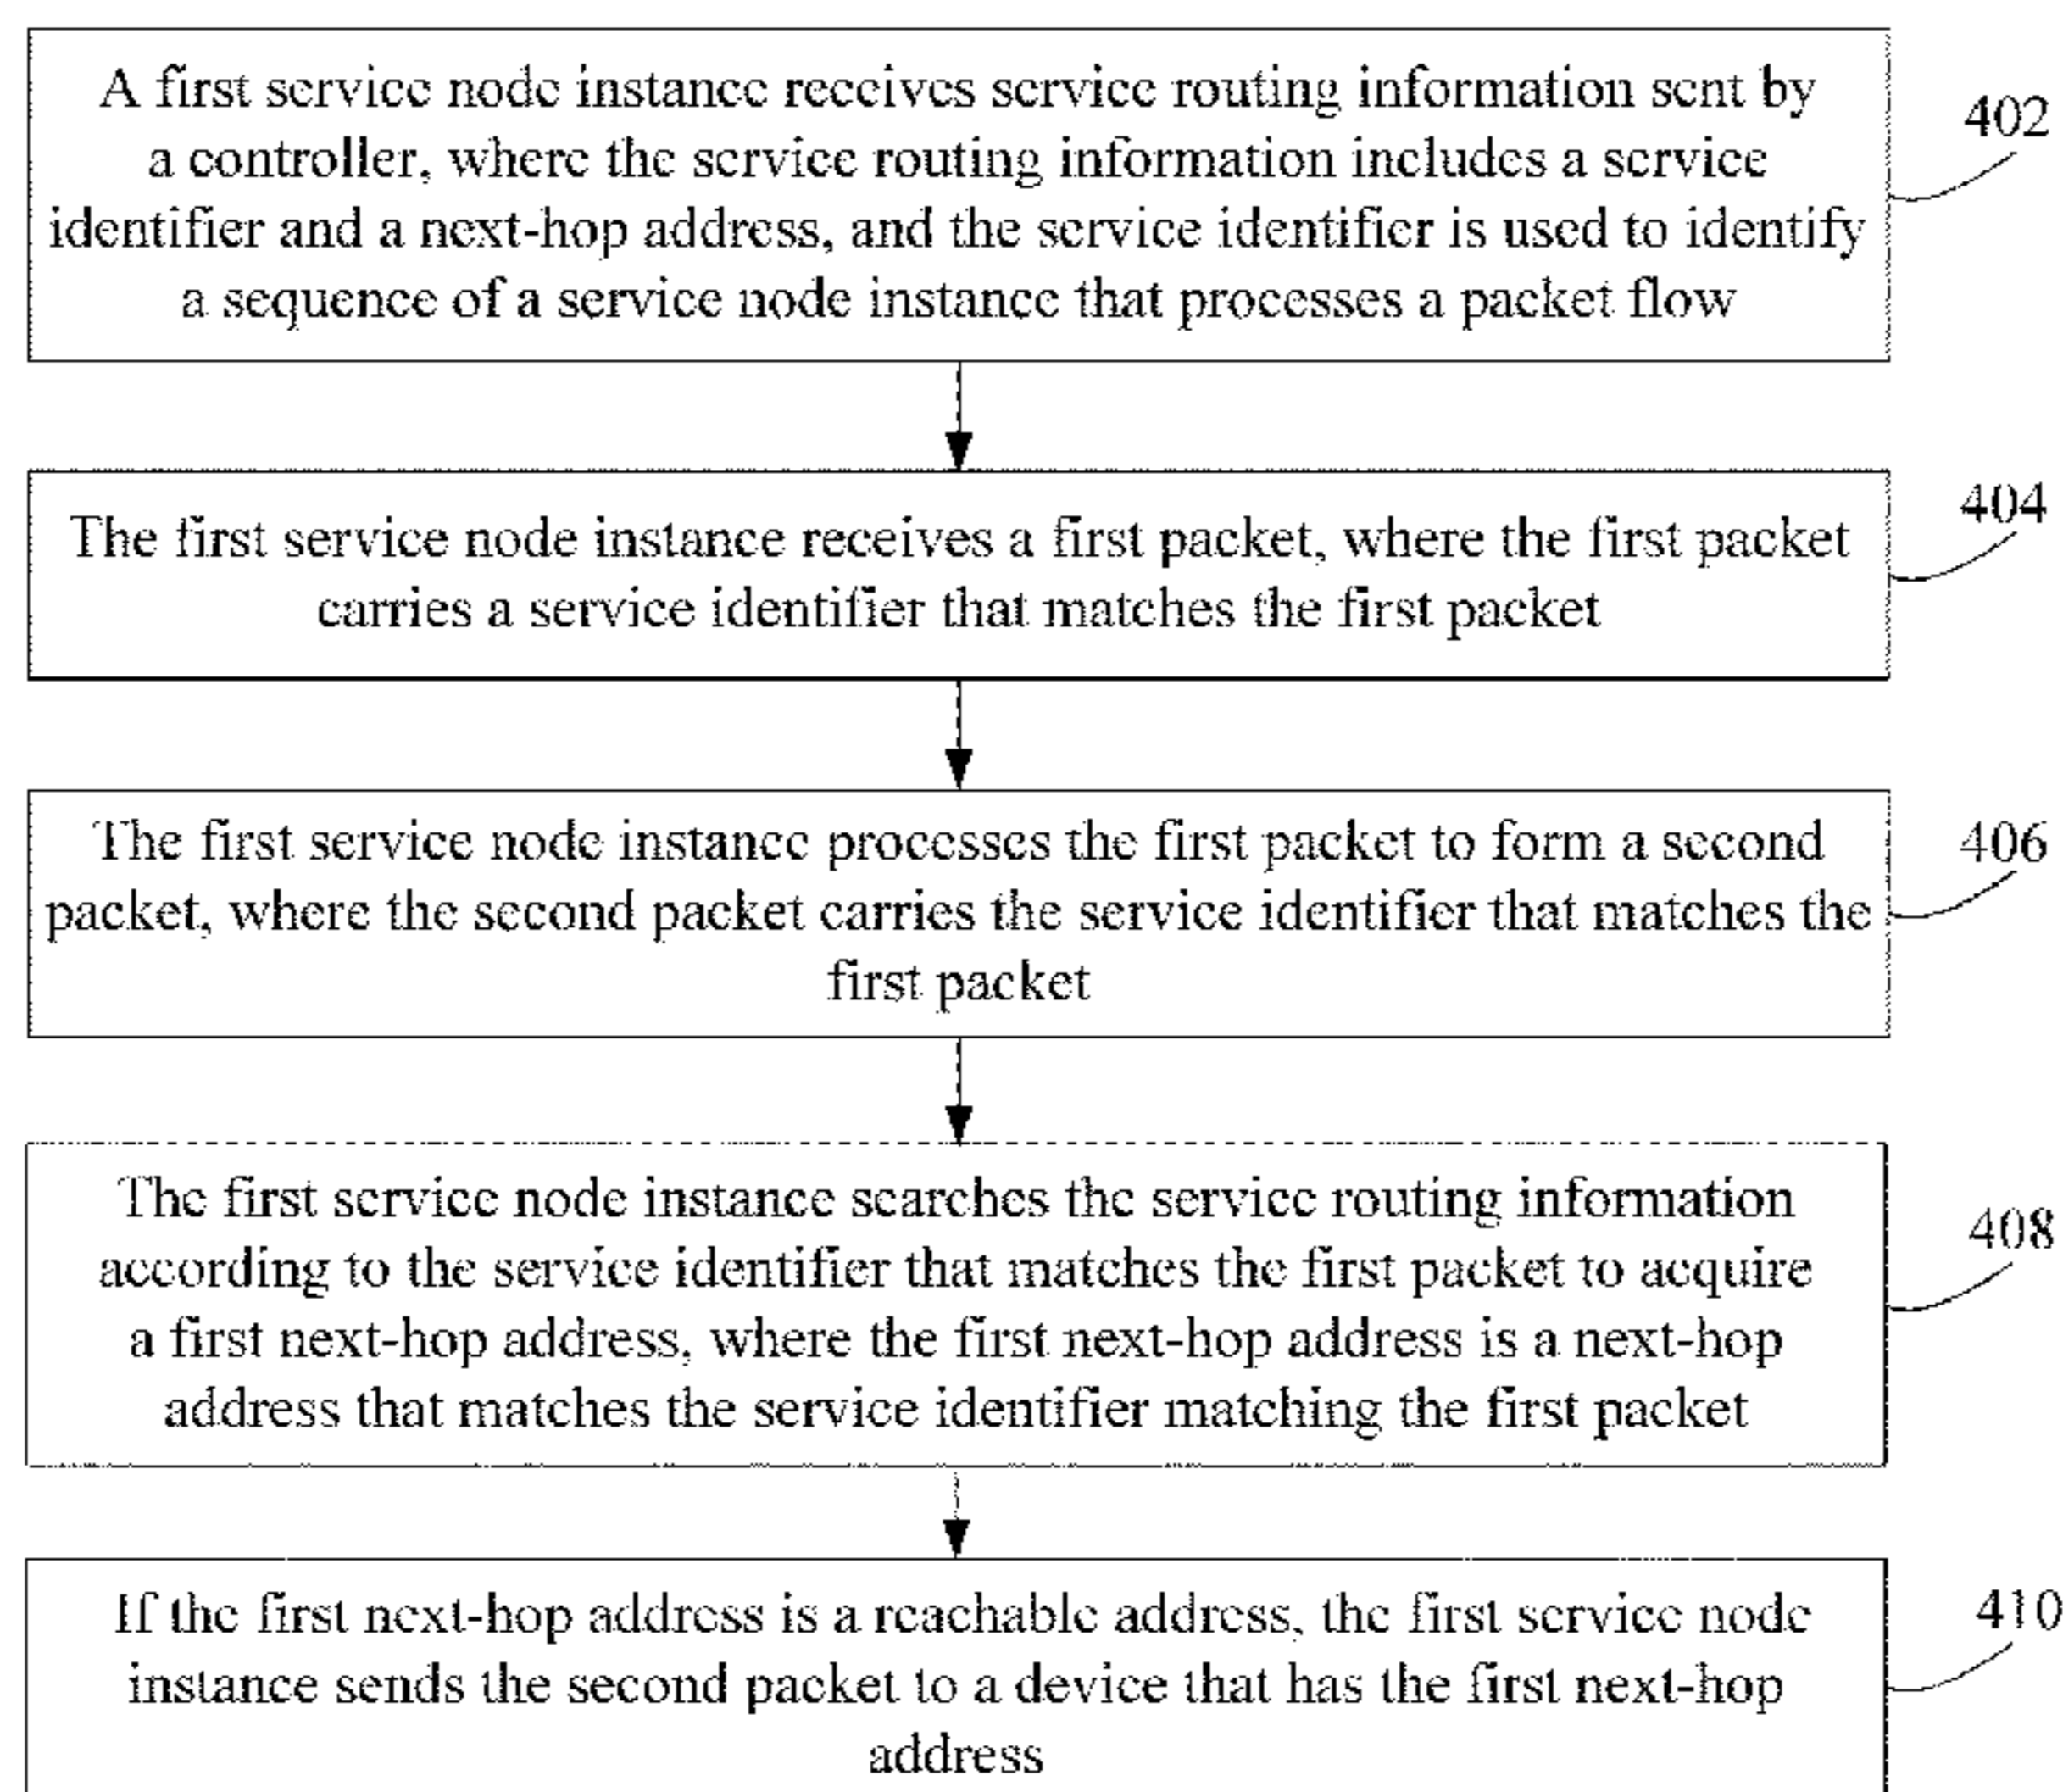 A first service node instance receives service routing information sent by
a controller, where the service routing information includes a service
identifier and a next-hop address, and the service identifier is used to identify
a sequence of a service node instance that processes a packet flow
402
The first service node instance receives a first packet, where the first packet
carries a service identifier that matches the first packet
404
The first service node instance processes the first packet to form a second
packet, where the second packet carries the service identifier that matches the
first packet
406
The first service node instance searches the service routing information
according to the service identifier that matches the first packet to acquire
a first next-hop address, where the first next-hop address is a next-hop
address that matches the service identifier matching the first packet
408
If the first next-hop address is a reachable address, the first service node
instance sends the second packet to a device that has the first next-hop
address
410